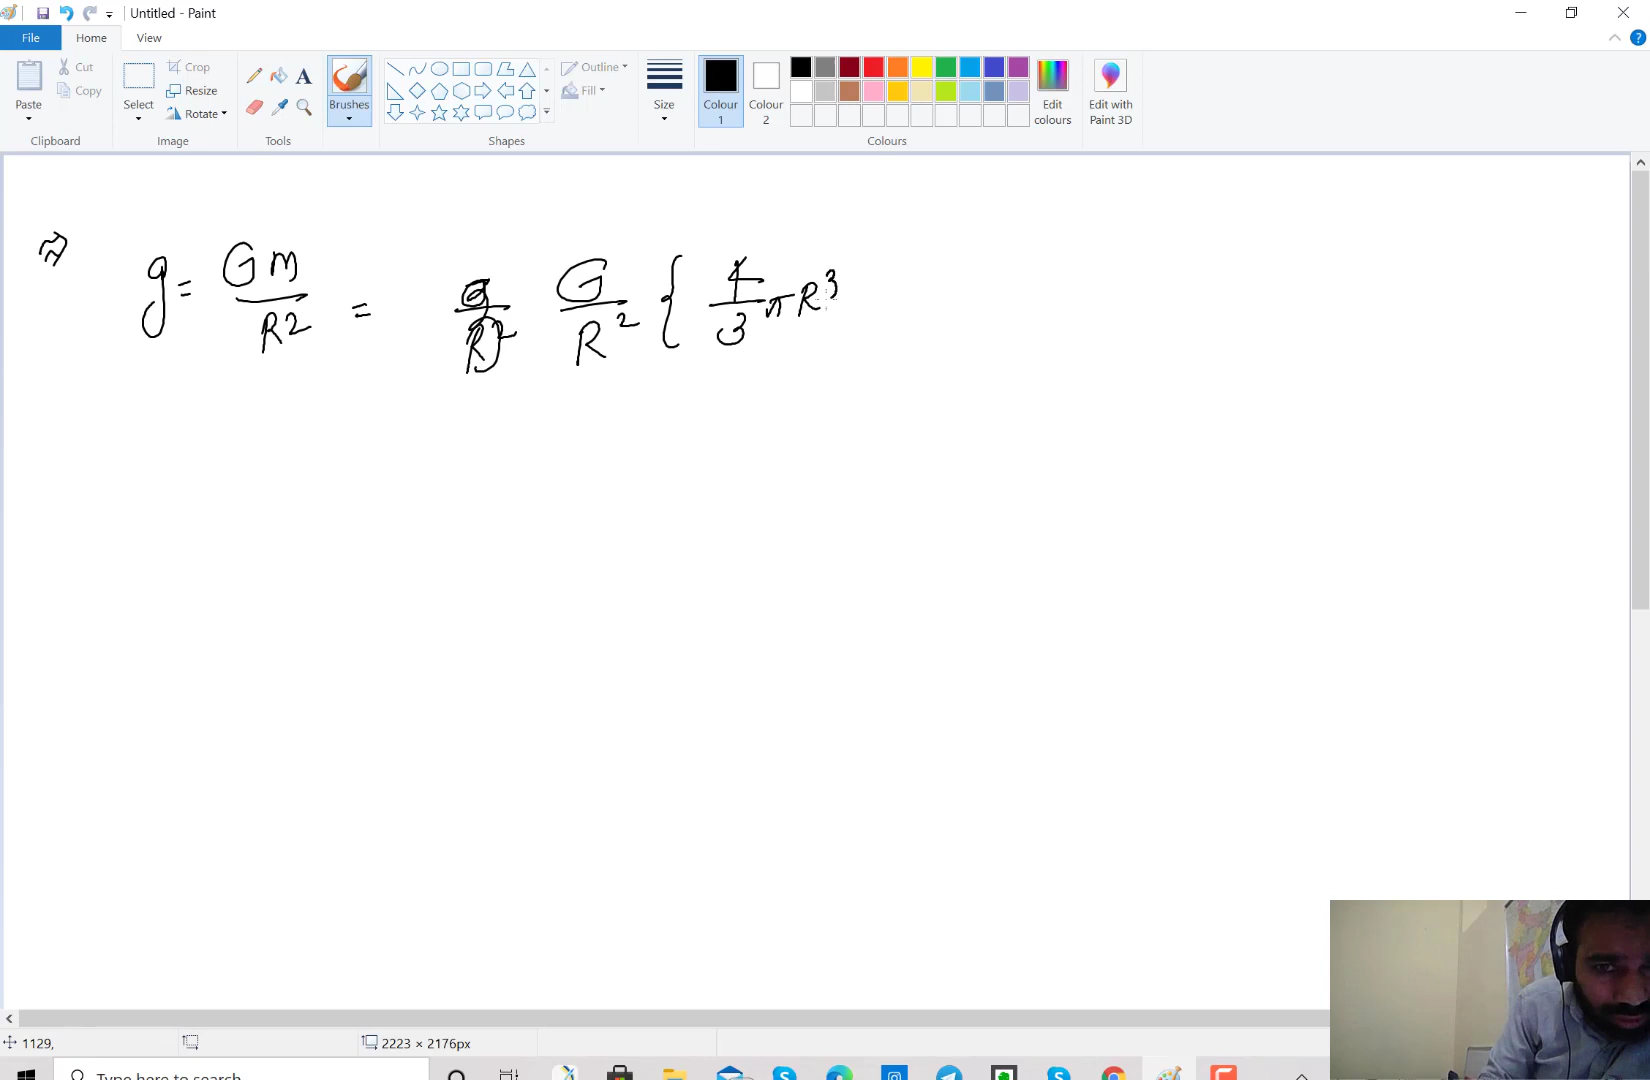 Untitled - Paint
File Home View
Paste Cut Copy Clipboard
Select Crop Resize Rotate Image
Tools
Brushes
Outline Fill Shapes
Size
Colour 1 Colour 2 Edit colours Colours
Edit with Paint 3D
g = Gm/R2 = G/R² { 4/3 πR³
1129,
2223 × 2176px
Type here to search